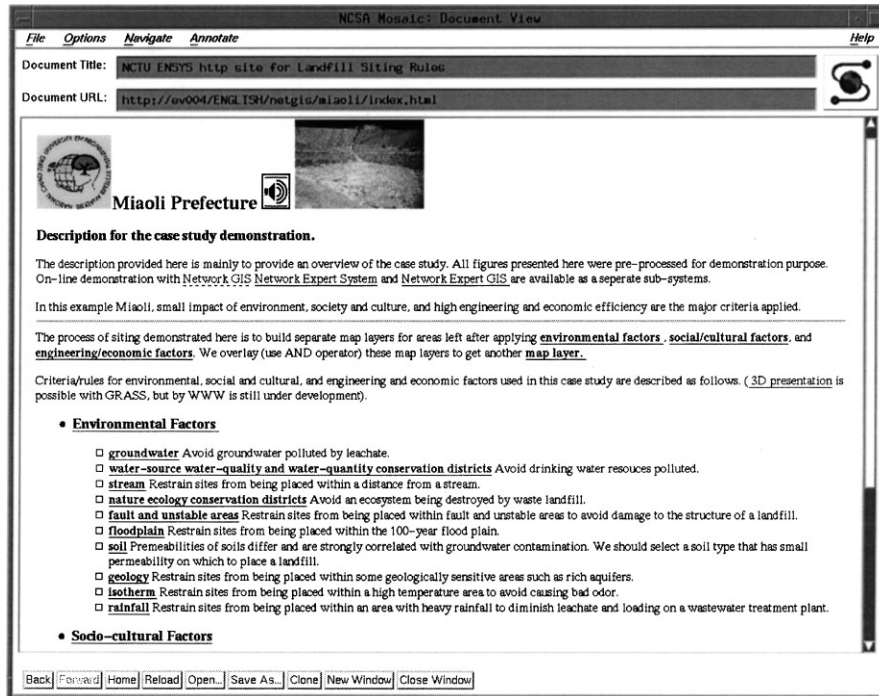 NCSA Mosaic: Document View
File Options Navigate Annotate Help
Document Title: NCTU ENSYS http site for Landfill Siting Rules
Document URL: http://ev004/ENGLISH/netgis/miaoli/index.html
Miaoli Prefecture
Description for the case study demonstration.
The description provided here is mainly to provide an overview of the case study. All figures presented here were pre-processed for demonstration purpose.
On-line demonstration with Network GIS Network Expert System and Network Expert GIS are available as a seperate sub-systems.
In this example Miaoli, small impact of environment, society and culture, and high engineering and economic efficiency are the major criteria applied.
The process of siting demonstrated here is to build separate map layers for areas left after applying environmental factors , social/cultural factors, and
engineering/economic factors. We overlay (use AND operator) these map layers to get another map layer.
Criteria/rules for environmental, social and cultural, and engineering and economic factors used in this case study are described as follows. ( 3D presentation is
possible with GRASS, but by WWW is still under development).
• Environmental Factors
□ groundwater Avoid groundwater polluted by leachate.
□ water-source water-quality and water-quantity conservation districts Avoid drinking water resouces polluted.
□ stream Restrain sites from being placed within a distance from a stream.
□ nature ecology conservation districts Avoid an ecosystem being destroyed by waste landfill.
□ fault and unstable areas Restrain sites from being placed within fault and unstable areas to avoid damage to the structure of a landfill.
□ floodplain Restrain sites from being placed within the 100-year flood plain.
□ soil Premeabilities of soils differ and are strongly correlated with groundwater contamination. We should select a soil type that has small
permeability on which to place a landfill.
□ geology Restrain sites from being placed within some geologically sensitive areas such as rich aquifers.
□ isotherm Restrain sites from being placed within a high temperature area to avoid causing bad odor.
□ rainfall Restrain sites from being placed within an area with heavy rainfall to diminish leachate and loading on a wastewater treatment plant.
• Socio-cultural Factors
Back Forward Home Reload Open... Save As... Clone New Window Close Window